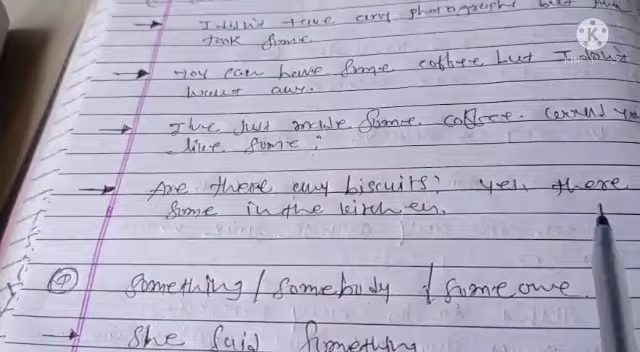 → I didn't take any photographs but
took some.
→ You can have some coffee but I don't
want any.
→ I've just made some coffee. Would you
like some?
→ Are there any biscuits? Yes, there
some in the kitchen.
④ Something / Somebody / Someone.
→ She said Something